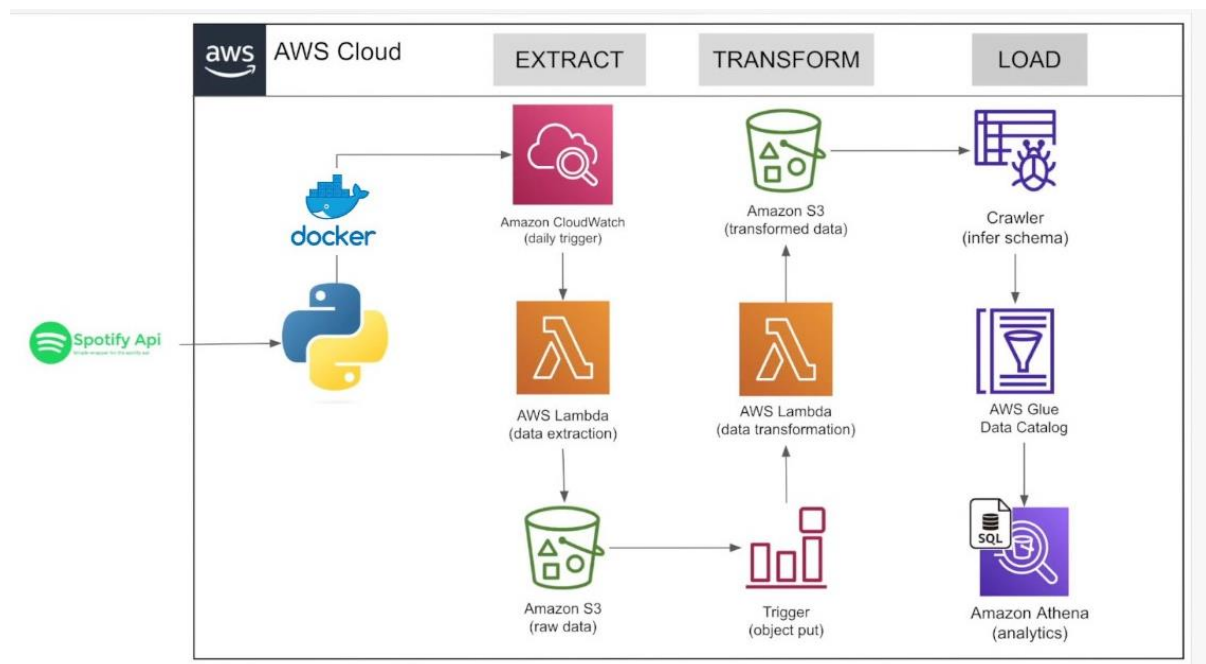 aws
AWS Cloud
EXTRACT
TRANSFORM
LOAD
docker
Spotify Api
Amazon CloudWatch
(daily trigger)
AWS Lambda
(data extraction)
Amazon S3
(raw data)
Amazon S3
(transformed data)
AWS Lambda
(data transformation)
Trigger
(object put)
Crawler
(infer schema)
AWS Glue
Data Catalog
SQL
Amazon Athena
(analytics)